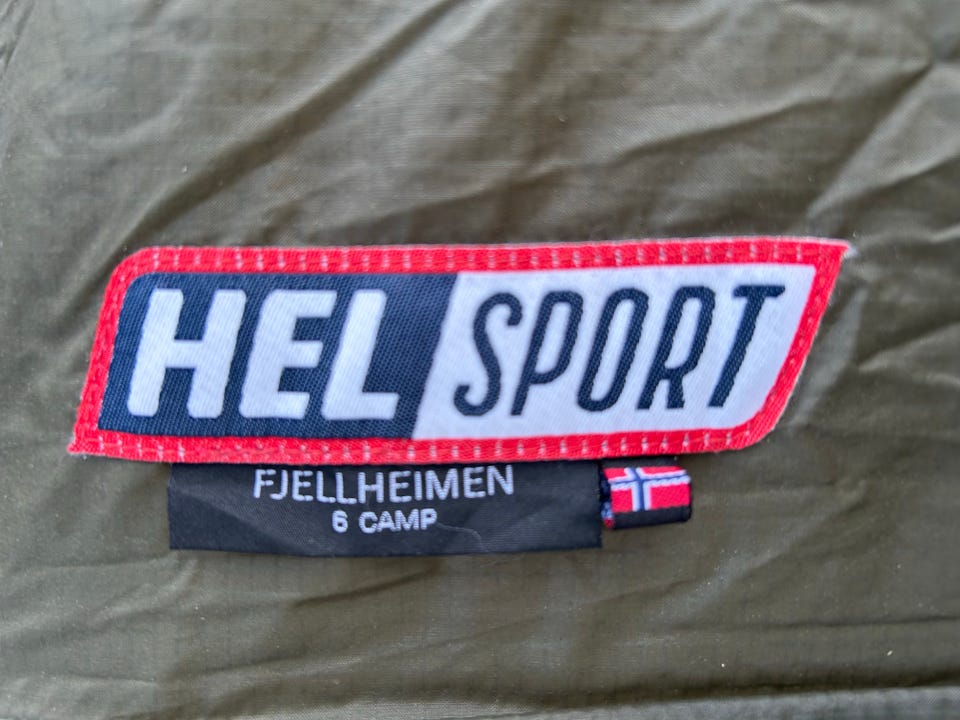 HEL SPORT
FJELLHEIMEN
6 CAMP